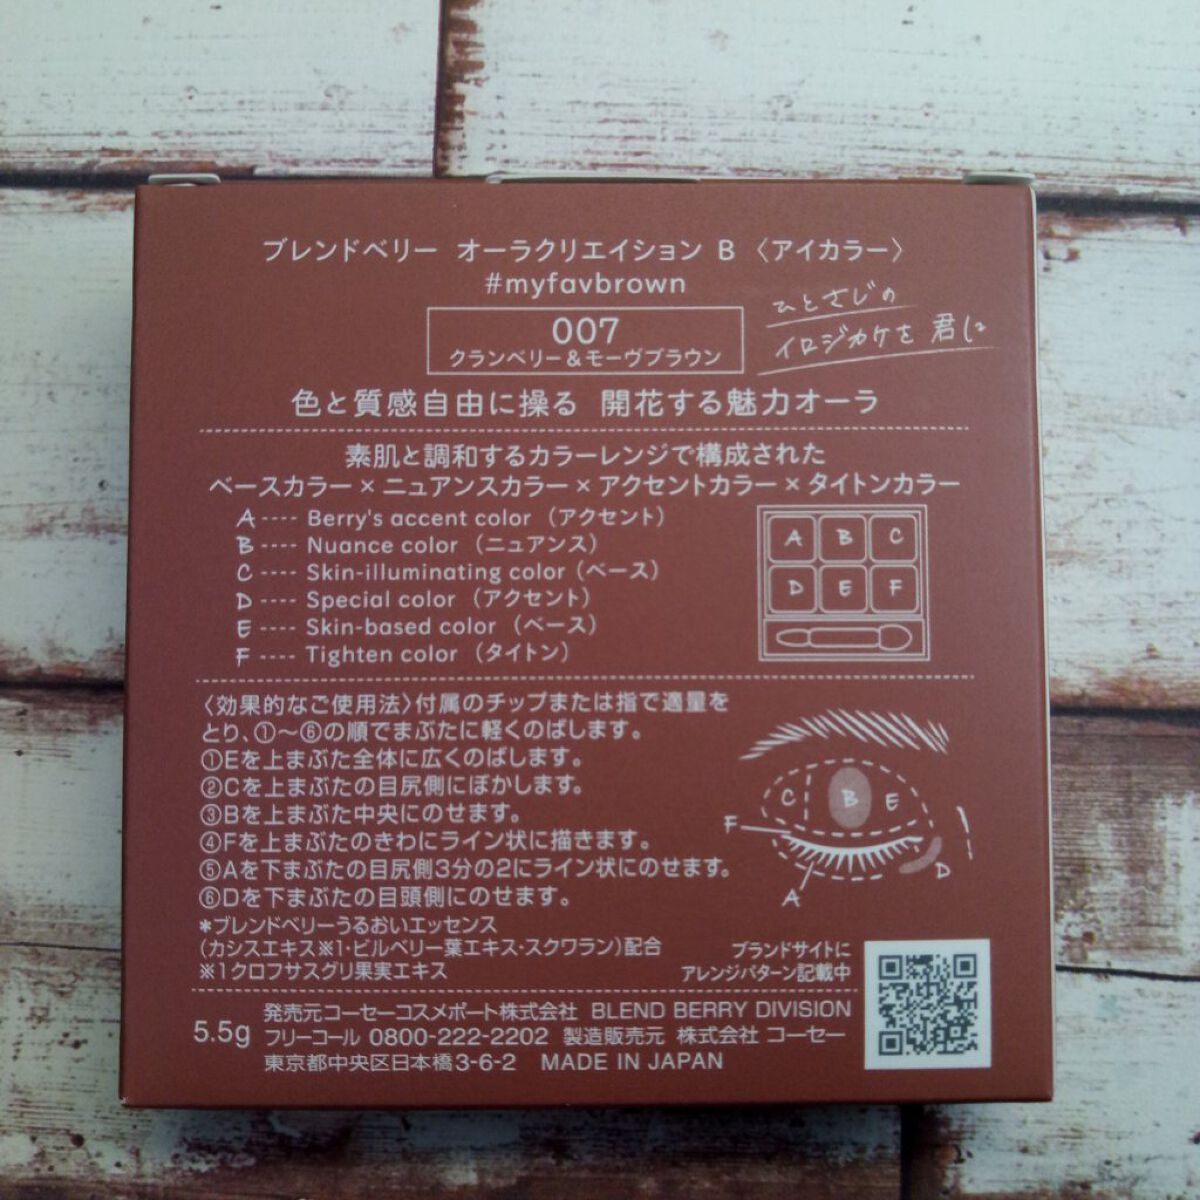 ブレンドベリー オーラクリエイション B 〈アイカラー〉
#myfavbrown
007
クランベリー&モーヴブラウン
ひとさじの
イロジカケを 君に
色と質感自由に操る 開花する魅力オーラ
素肌と調和するカラーレンジで構成された
ベースカラー×ニュアンスカラー×アクセントカラー×タイトンカラー
A ---- Berry's accent color (アクセント)
B ---- Nuance color (ニュアンス)
C ---- Skin-illuminating color (ベース)
D ---- Special color (アクセント)
E ---- Skin-based color (ベース)
F ---- Tighten color (タイトン)
A B C
D E F
〈効果的なご使用法〉付属のチップまたは指で適量を
とり、①〜⑥の順でまぶたに軽くのばします。
①Eを上まぶた全体に広くのばします。
②Cを上まぶたの目尻側にぼかします。
③Bを上まぶた中央にのせます。
④Fを上まぶたのきわにライン状に描きます。
⑤Aを下まぶたの目尻側3分の2にライン状にのせます。
⑥Dを下まぶたの目頭側にのせます。
C B E
F
D
A
*ブレンドベリーうるおいエッセンス
(カシスエキス※1・ビルベリー葉エキス・スクワラン)配合
※1クロフサスグリ果実エキス
ブランドサイトに
アレンジパターン記載中
5.5g
発売元コーセーコスメポート株式会社 BLEND BERRY DIVISION
フリーコール 0800-222-2202 製造販売元 株式会社 コーセー
東京都中央区日本橋3-6-2 MADE IN JAPAN